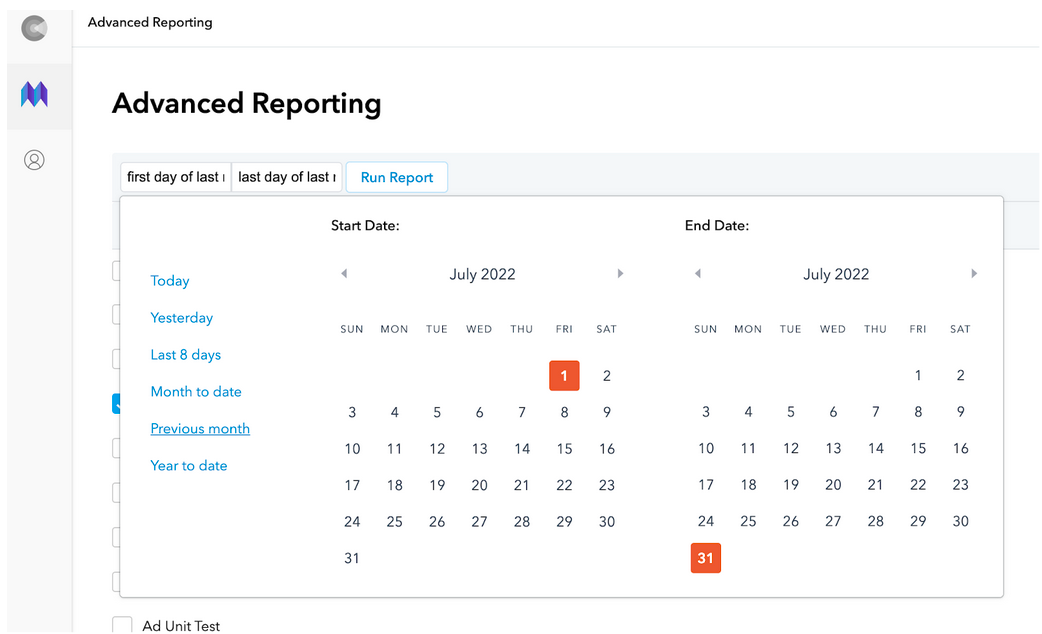 Advanced Reporting
Advanced Reporting
first day of last last day of last Run Report
Start Date: End Date:
July 2022 July 2022
Today
Yesterday
Last 8 days
Month to date
Previous month
Year to date
SUN MON TUE WED THU FRI SAT
1 2
3 4 5 6 7 8 9
10 11 12 13 14 15 16
17 18 19 20 21 22 23
24 25 26 27 28 29 30
31
SUN MON TUE WED THU FRI SAT
1 2
3 4 5 6 7 8 9
10 11 12 13 14 15 16
17 18 19 20 21 22 23
24 25 26 27 28 29 30
31
Ad Unit Test